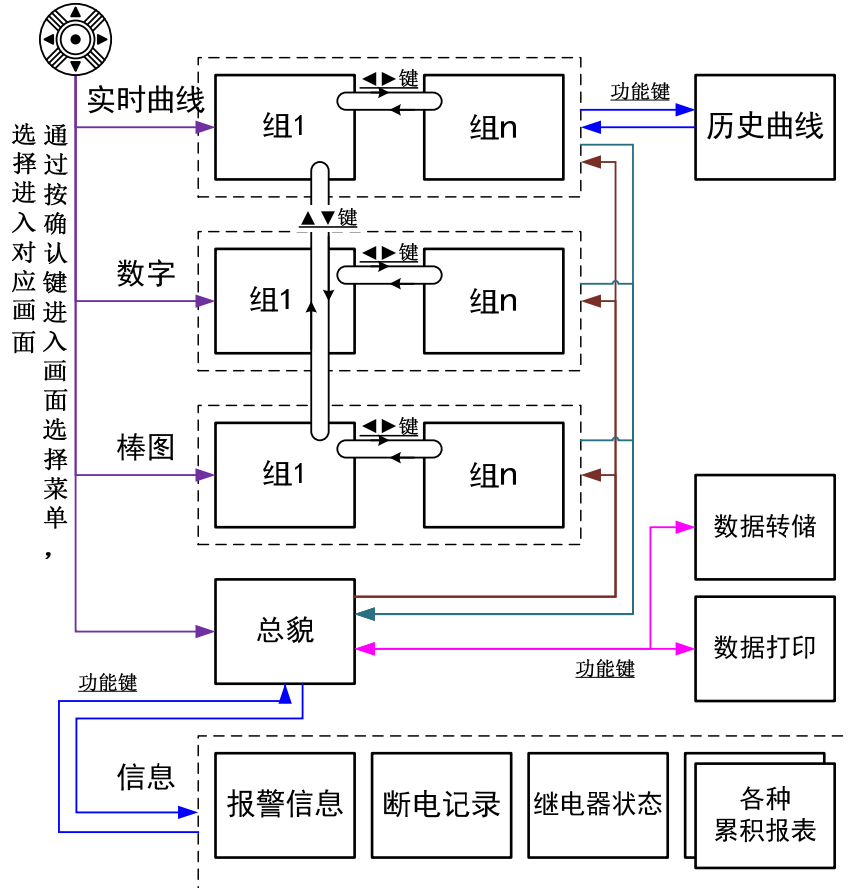 通过按确认键进入画面选择菜单，
选择进入对应画面
实时曲线
组1
◀▶键
组n
功能键
历史曲线
▲▼键
数字
组1
◀▶键
组n
棒图
组1
◀▶键
组n
数据转储
总貌
数据打印
功能键
功能键
信息
报警信息
断电记录
继电器状态
各种
累积报表